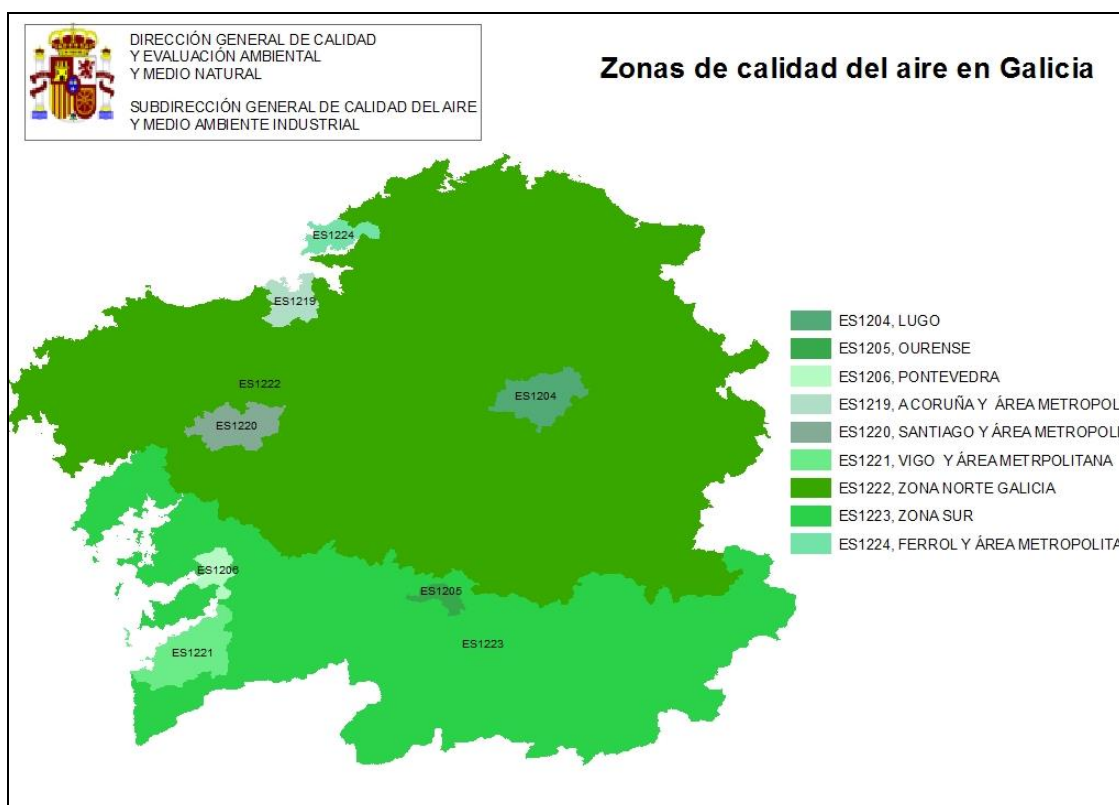 DIRECCIÓN GENERAL DE CALIDAD
Y EVALUACIÓN AMBIENTAL
Y MEDIO NATURAL
SUBDIRECCIÓN GENERAL DE CALIDAD DEL AIRE
Y MEDIO AMBIENTE INDUSTRIAL
Zonas de calidad del aire en Galicia
ES1224
ES1219
ES1222
ES1204
ES1220
ES1206
ES1205
ES1223
ES1221
ES1204, LUGO
ES1205, OURENSE
ES1206, PONTEVEDRA
ES1219, A CORUÑA Y ÁREA METROPOL
ES1220, SANTIAGO Y ÁREA METROPOLI
ES1221, VIGO Y ÁREA METRPOLITANA
ES1222, ZONA NORTE GALICIA
ES1223, ZONA SUR
ES1224, FERROL Y ÁREA METROPOLITA